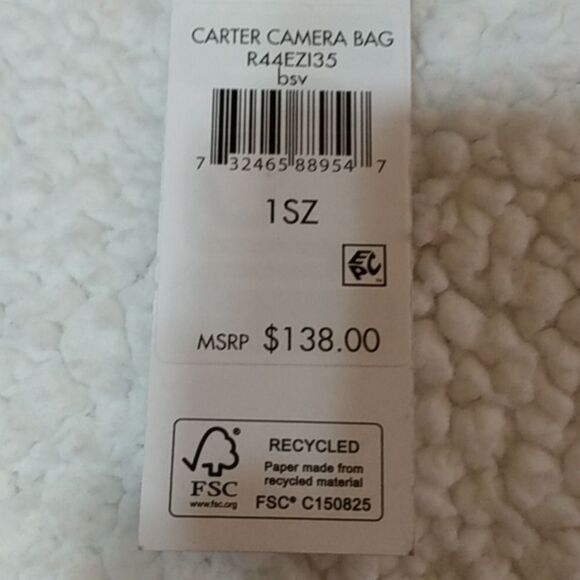 CARTER CAMERA BAG
R44EZI35
bsv
7 32465 88954 7
1SZ
EPC
MSRP $138.00
RECYCLED
Paper made from
recycled material
FSC® C150825
FSC
www.fsc.org